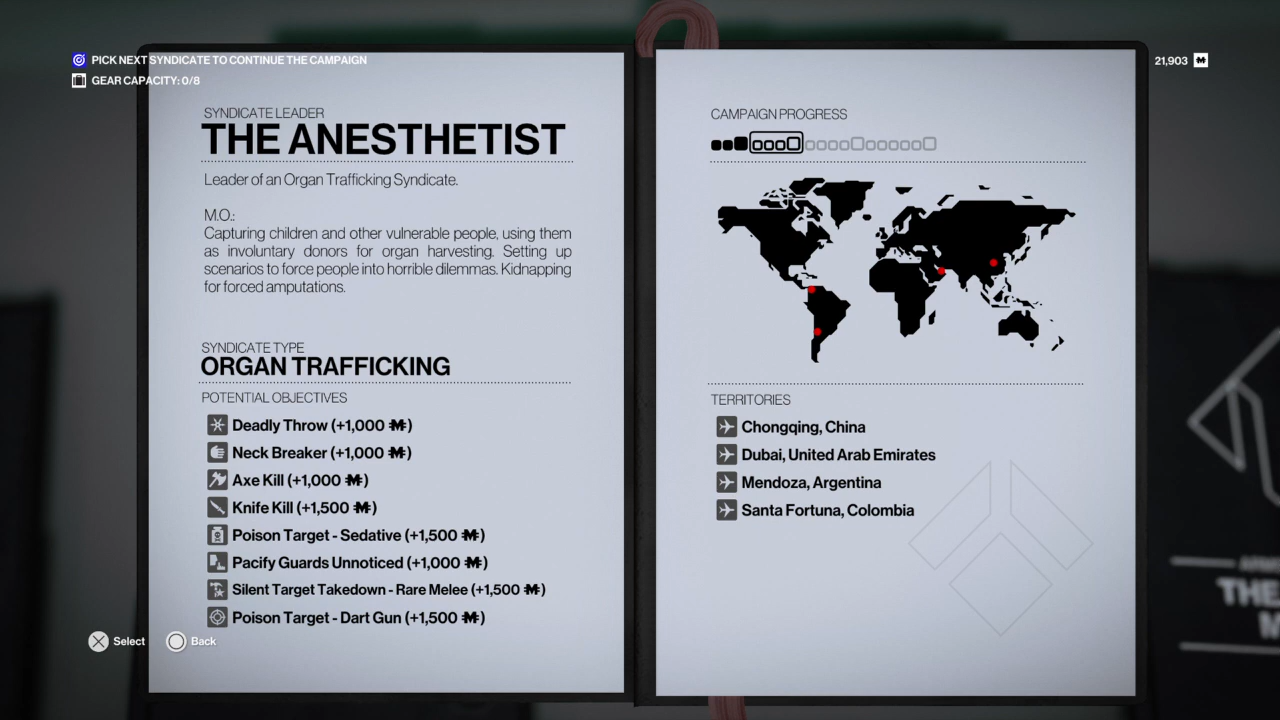 PICK NEXT SYNDICATE TO CONTINUE THE CAMPAIGN
GEAR CAPACITY: 0/8
21,903
SYNDICATE LEADER
THE ANESTHETIST
Leader of an Organ Trafficking Syndicate.
M.O.:
Capturing children and other vulnerable people, using them
as involuntary donors for organ harvesting. Setting up
scenarios to force people into horrible dilemmas. Kidnapping
for forced amputations.
SYNDICATE TYPE
ORGAN TRAFFICKING
POTENTIAL OBJECTIVES
Deadly Throw (+1,000)
Neck Breaker (+1,000)
Axe Kill (+1,000)
Knife Kill (+1,500)
Poison Target - Sedative (+1,500)
Pacify Guards Unnoticed (+1,000)
Silent Target Takedown - Rare Melee (+1,500)
Poison Target - Dart Gun (+1,500)
Select
Back
CAMPAIGN PROGRESS
TERRITORIES
Chongqing, China
Dubai, United Arab Emirates
Mendoza, Argentina
Santa Fortuna, Colombia
THE